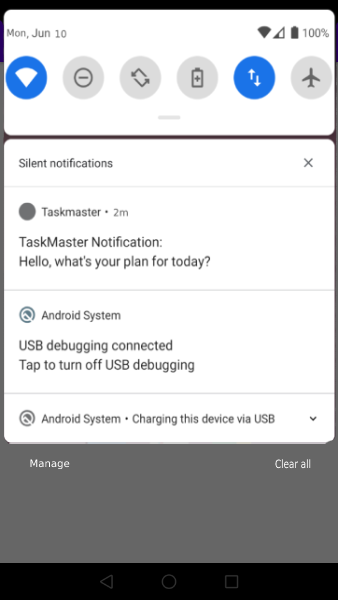 Mon, Jun 10
100%
Silent notifications
Taskmaster • 2m
TaskMaster Notification:
Hello, what's your plan for today?
Android System
USB debugging connected
Tap to turn off USB debugging
Android System • Charging this device via USB
Manage
Clear all